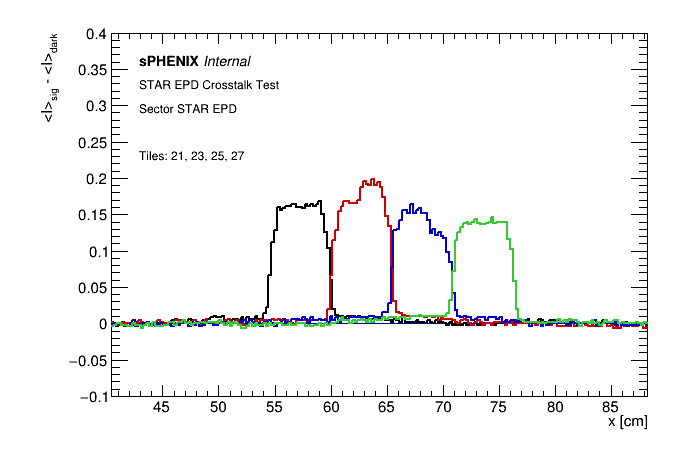 <I>sig - <I>dark
0.4
0.35
0.3
0.25
0.2
0.15
0.1
0.05
0
−0.05
−0.1
sPHENIX Internal
STAR EPD Crosstalk Test
Sector STAR EPD
Tiles: 21, 23, 25, 27
45 50 55 60 65 70 75 80 85
x [cm]